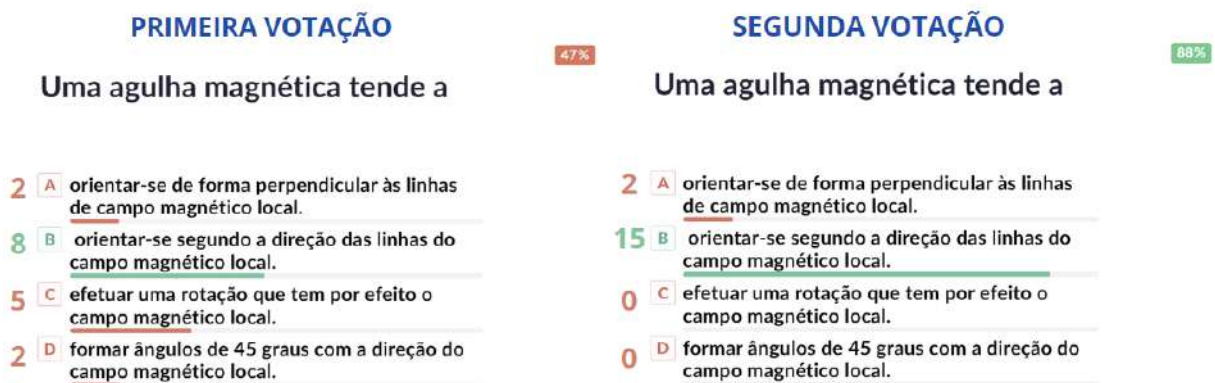 PRIMEIRA VOTAÇÃO
47%
Uma agulha magnética tende a
2 A orientar-se de forma perpendicular às linhas
de campo magnético local.
8 B orientar-se segundo a direção das linhas do
campo magnético local.
5 C efetuar uma rotação que tem por efeito o
campo magnético local.
2 D formar ângulos de 45 graus com a direção do
campo magnético local.
SEGUNDA VOTAÇÃO
88%
Uma agulha magnética tende a
2 A orientar-se de forma perpendicular às linhas
de campo magnético local.
15 B orientar-se segundo a direção das linhas do
campo magnético local.
0 C efetuar uma rotação que tem por efeito o
campo magnético local.
0 D formar ângulos de 45 graus com a direção do
campo magnético local.